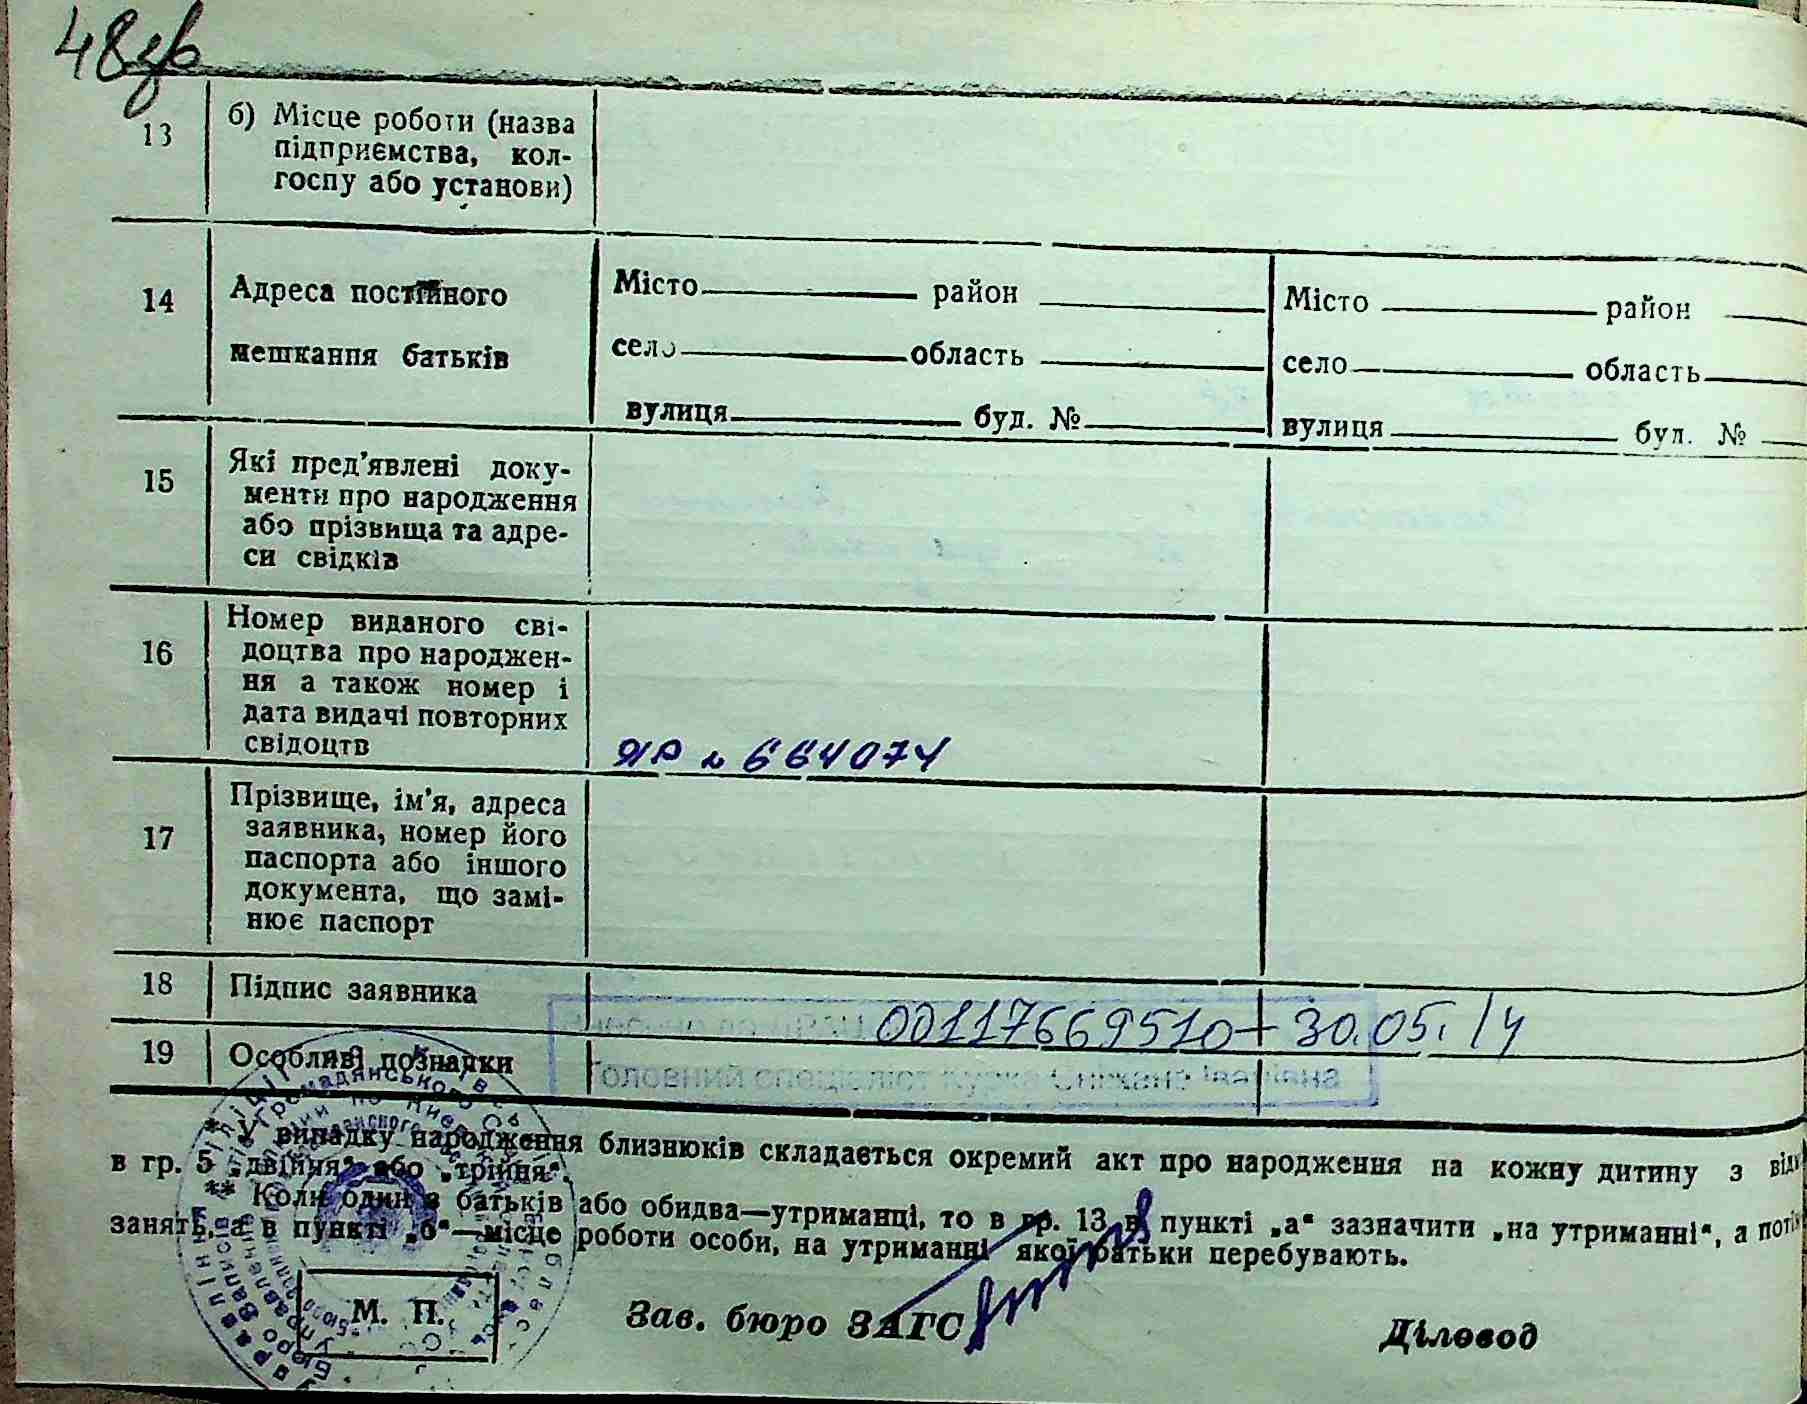 48зв
13
б) Місце роботи (назва
підприємства, кол-
госпу або установи)
14
Адреса постійного
мешкання батьків
Місто район
село область
вулиця буд. №
Місто район
село область
вулиця буд. №
15
Які пред'явлені доку-
менти про народження
або прізвища та адре-
си свідків
16
Номер виданого сві-
доцтва про народжен-
ня а також номер і
дата видачі повторних
свідоцтв
ЯР № 664074
17
Прізвище, ім'я, адреса
заявника, номер його
паспорта або іншого
документа, що замі-
нює паспорт
18
Підпис заявника
00117669510 30.05.14
19
Особливі позначки
Головний спеціаліст Іванівна
* У випадку народження близнюків складається окремий акт про народження на кожну дитину з
в гр. 5 „двійня“ або „трійня“.
** Коли один з батьків або обидва—утриманці, то в гр. 13 в пункті „а“ зазначити „на утриманні“, а
занять, а в пункті „б“—місце роботи особи, на утриманні якої батьки перебувають.
М. П.
Зав. бюро ЗАГС
Діловод